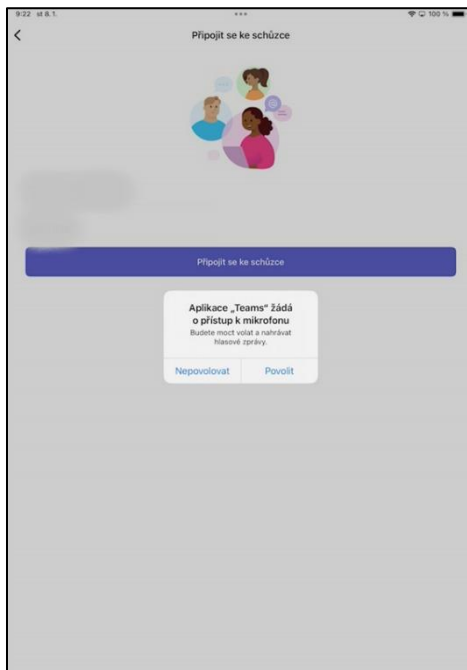 9:22 st 8. 1.
100 %
Připojit se ke schůzce
Připojit se ke schůzce
Aplikace „Teams“ žádá
o přístup k mikrofonu
Budete moct volat a nahrávat
hlasové zprávy.
Nepovolovat Povolit